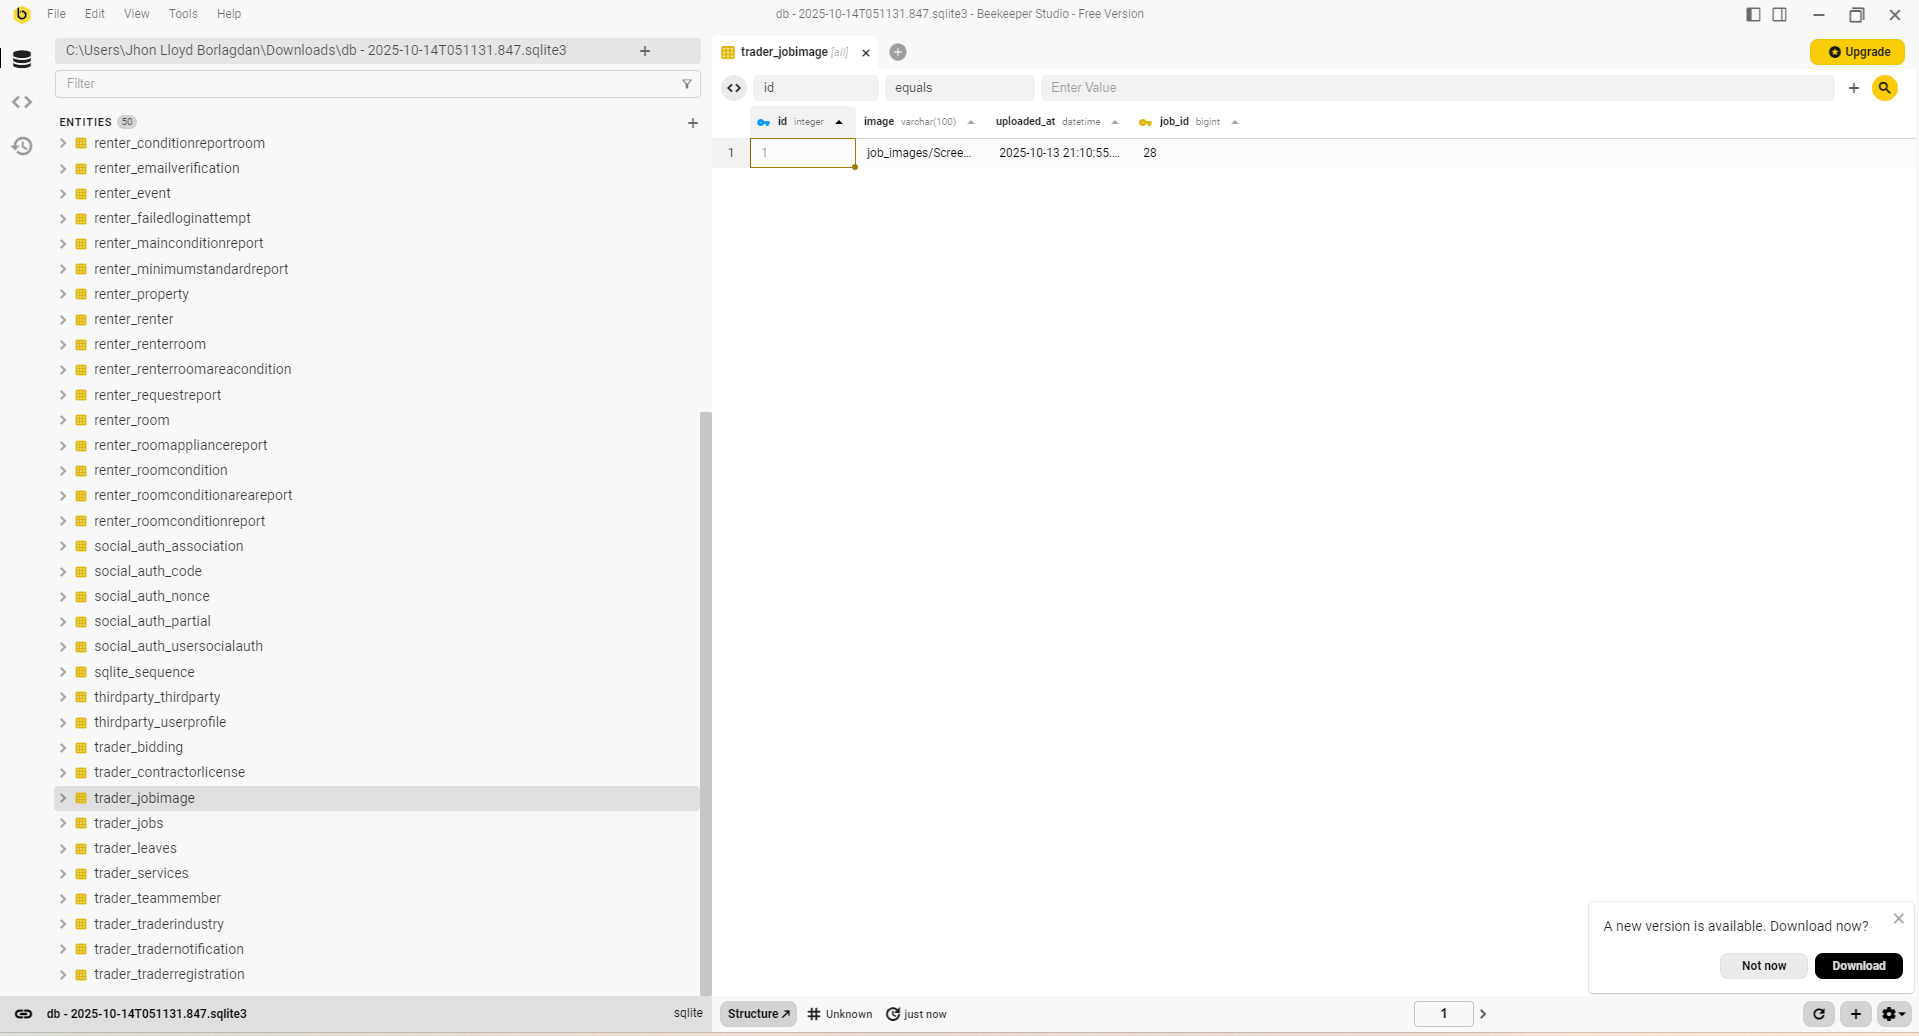 File Edit View Tools Help
db - 2025-10-14T051131.847.sqlite3 - Beekeeper Studio - Free Version
C:\Users\Jhon Lloyd Borlagdan\Downloads\db - 2025-10-14T051131.847.sqlite3
Filter
ENTITIES 50
renter_conditionreportroom
renter_emailverification
renter_event
renter_failedloginattempt
renter_mainconditionreport
renter_minimumstandardreport
renter_property
renter_renter
renter_renterroom
renter_renterroomareacondition
renter_requestreport
renter_room
renter_roomappliancereport
renter_roomcondition
renter_roomconditionareareport
renter_roomconditionreport
social_auth_association
social_auth_code
social_auth_nonce
social_auth_partial
social_auth_usersocialauth
sqlite_sequence
thirdparty_thirdparty
thirdparty_userprofile
trader_bidding
trader_contractorlicense
trader_jobimage
trader_jobs
trader_leaves
trader_services
trader_teammember
trader_traderindustry
trader_tradernotification
trader_traderregistration
db - 2025-10-14T051131.847.sqlite3 sqlite
trader_jobimage [all]
Upgrade
id equals Enter Value
id integer image varchar(100) uploaded_at datetime job_id bigint
1 1 job_images/Scree... 2025-10-13 21:10:55.... 28
A new version is available. Download now?
Not now Download
Structure Unknown just now 1